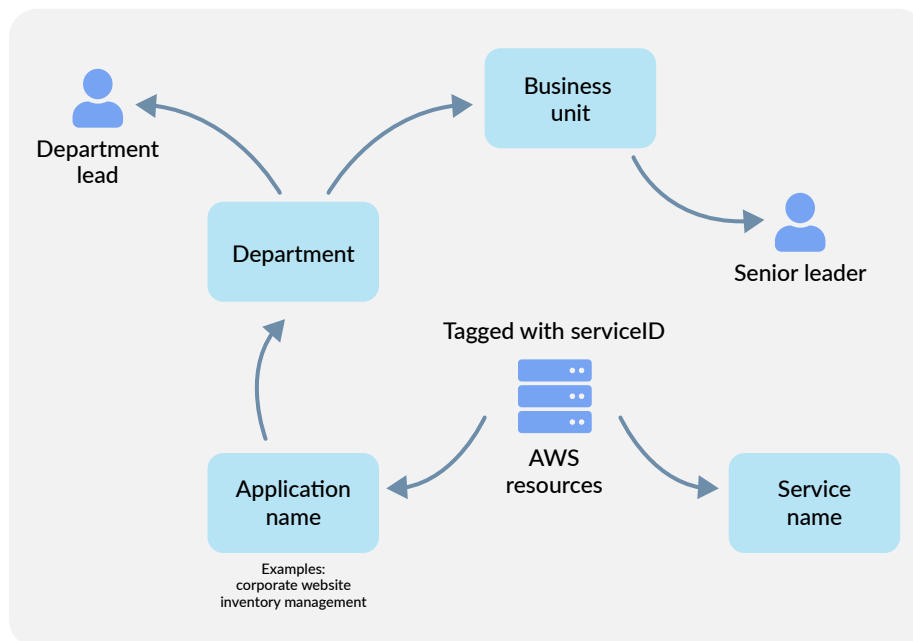 Business
unit
Department
lead
Department
Senior leader
Tagged with serviceID
AWS
resources
Application
name
Service
name
Examples:
corporate website
inventory management